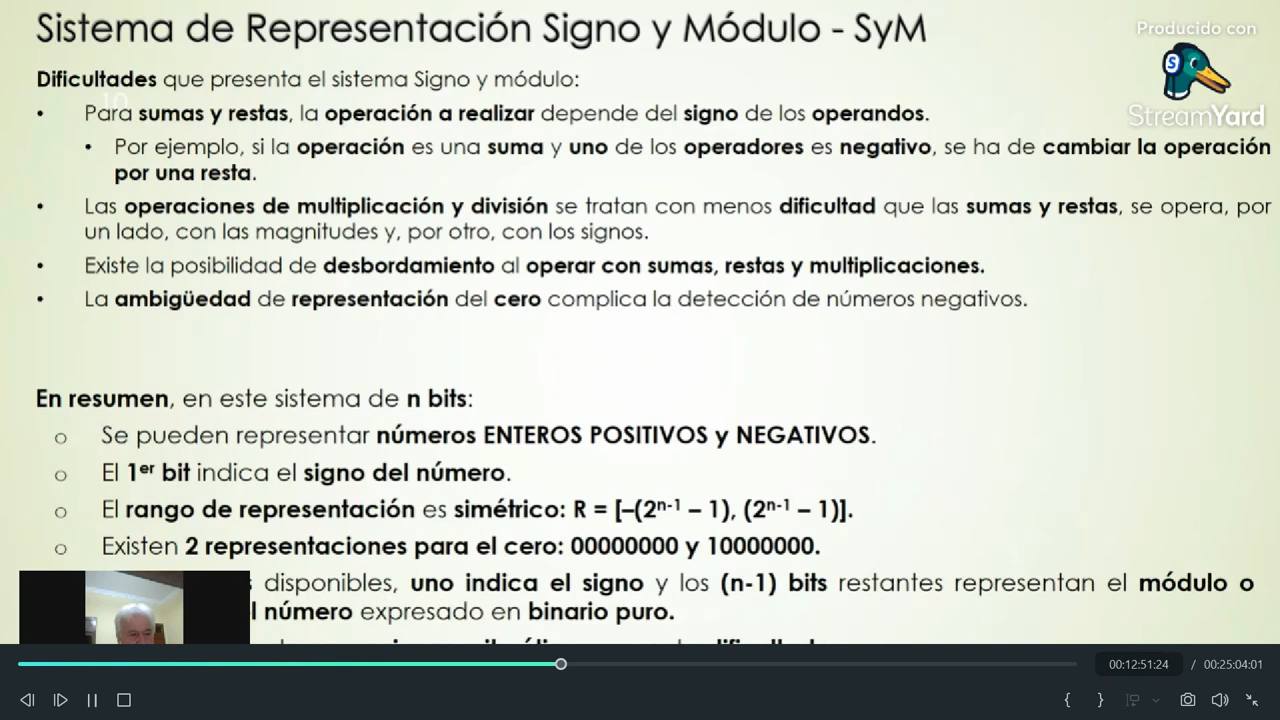 Sistema de Representación Signo y Módulo - SyM
Producido con
StreamYard
Dificultades que presenta el sistema Signo y módulo:
• Para sumas y restas, la operación a realizar depende del signo de los operandos.
• Por ejemplo, si la operación es una suma y uno de los operadores es negativo, se ha de cambiar la operación
por una resta.
• Las operaciones de multiplicación y división se tratan con menos dificultad que las sumas y restas, se opera, por
un lado, con las magnitudes y, por otro, con los signos.
• Existe la posibilidad de desbordamiento al operar con sumas, restas y multiplicaciones.
• La ambigüedad de representación del cero complica la detección de números negativos.
En resumen, en este sistema de n bits:
o Se pueden representar números ENTEROS POSITIVOS y NEGATIVOS.
o El 1er bit indica el signo del número.
o El rango de representación es simétrico: R = [–(2ⁿ⁻¹ – 1), (2ⁿ⁻¹ – 1)].
o Existen 2 representaciones para el cero: 00000000 y 10000000.
disponibles, uno indica el signo y los (n-1) bits restantes representan el módulo o
número expresado en binario puro.
00:12:51:24 / 00:25:04:01